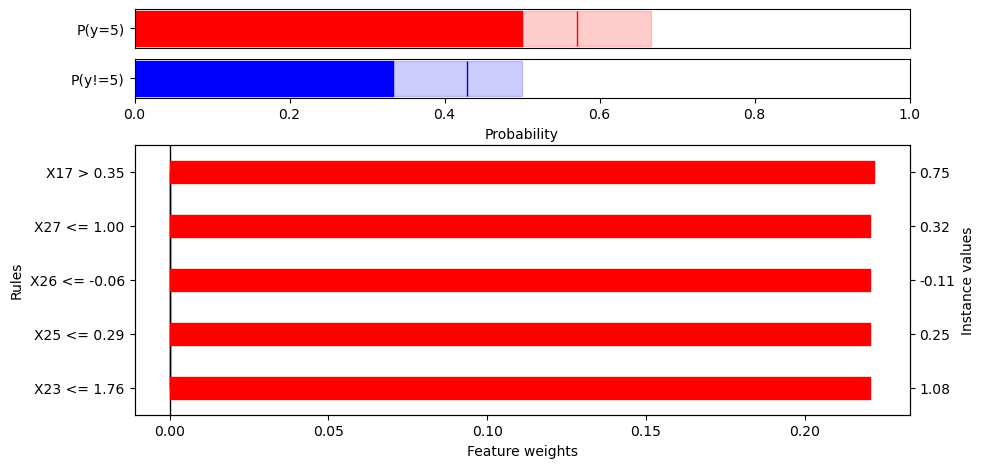 P(y=5)
P(y!=5)
0.0 0.2 0.4 0.6 0.8 1.0
Probability
X17 > 0.35 0.75
X27 <= 1.00 0.32
X26 <= -0.06 -0.11
X25 <= 0.29 0.25
X23 <= 1.76 1.08
Rules
Instance values
0.00 0.05 0.10 0.15 0.20
Feature weights